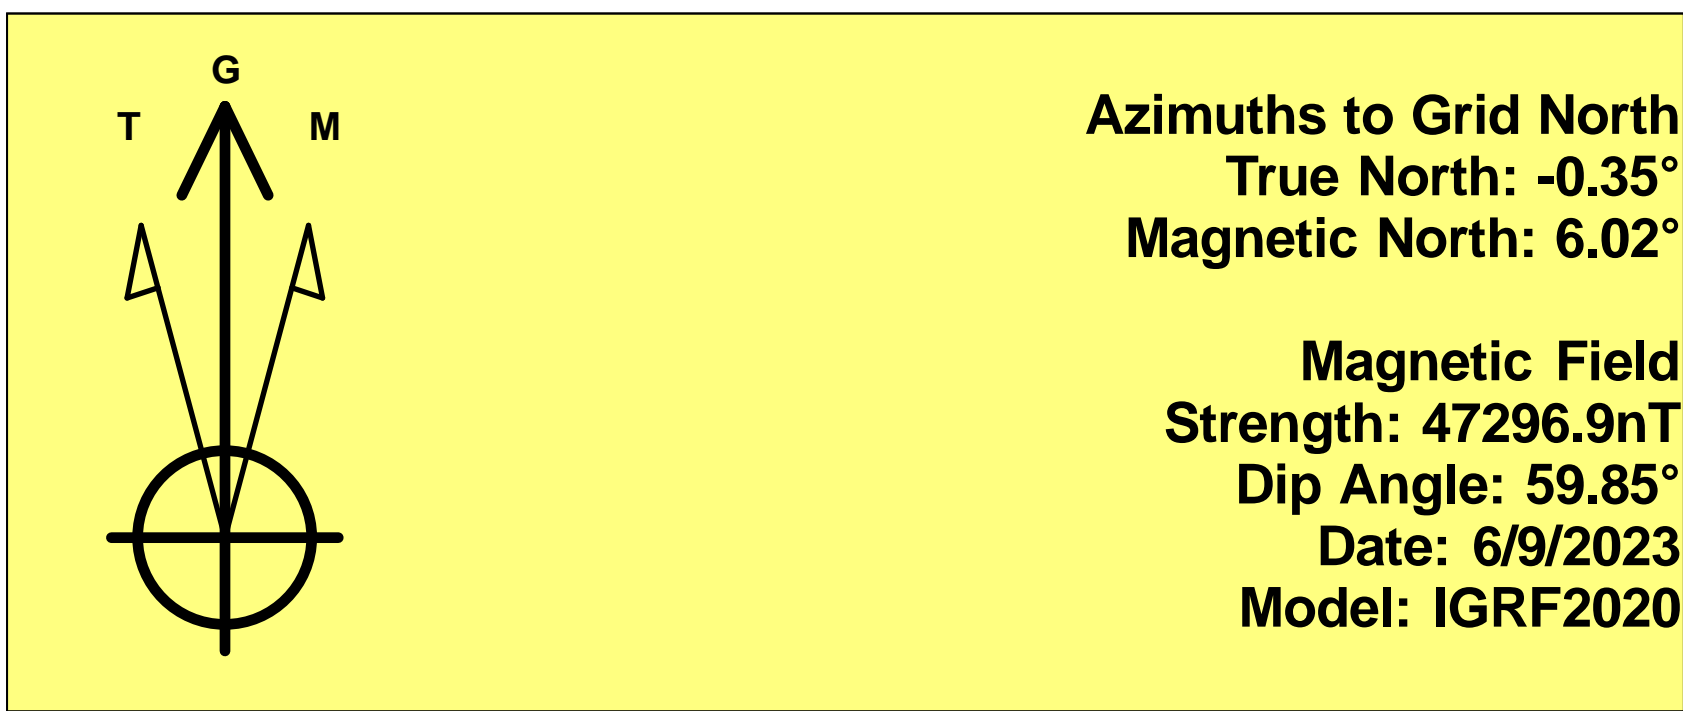 G
T
M
Azimuths to Grid North
True North: -0.35°
Magnetic North: 6.02°
Magnetic Field
Strength: 47296.9nT
Dip Angle: 59.85°
Date: 6/9/2023
Model: IGRF2020